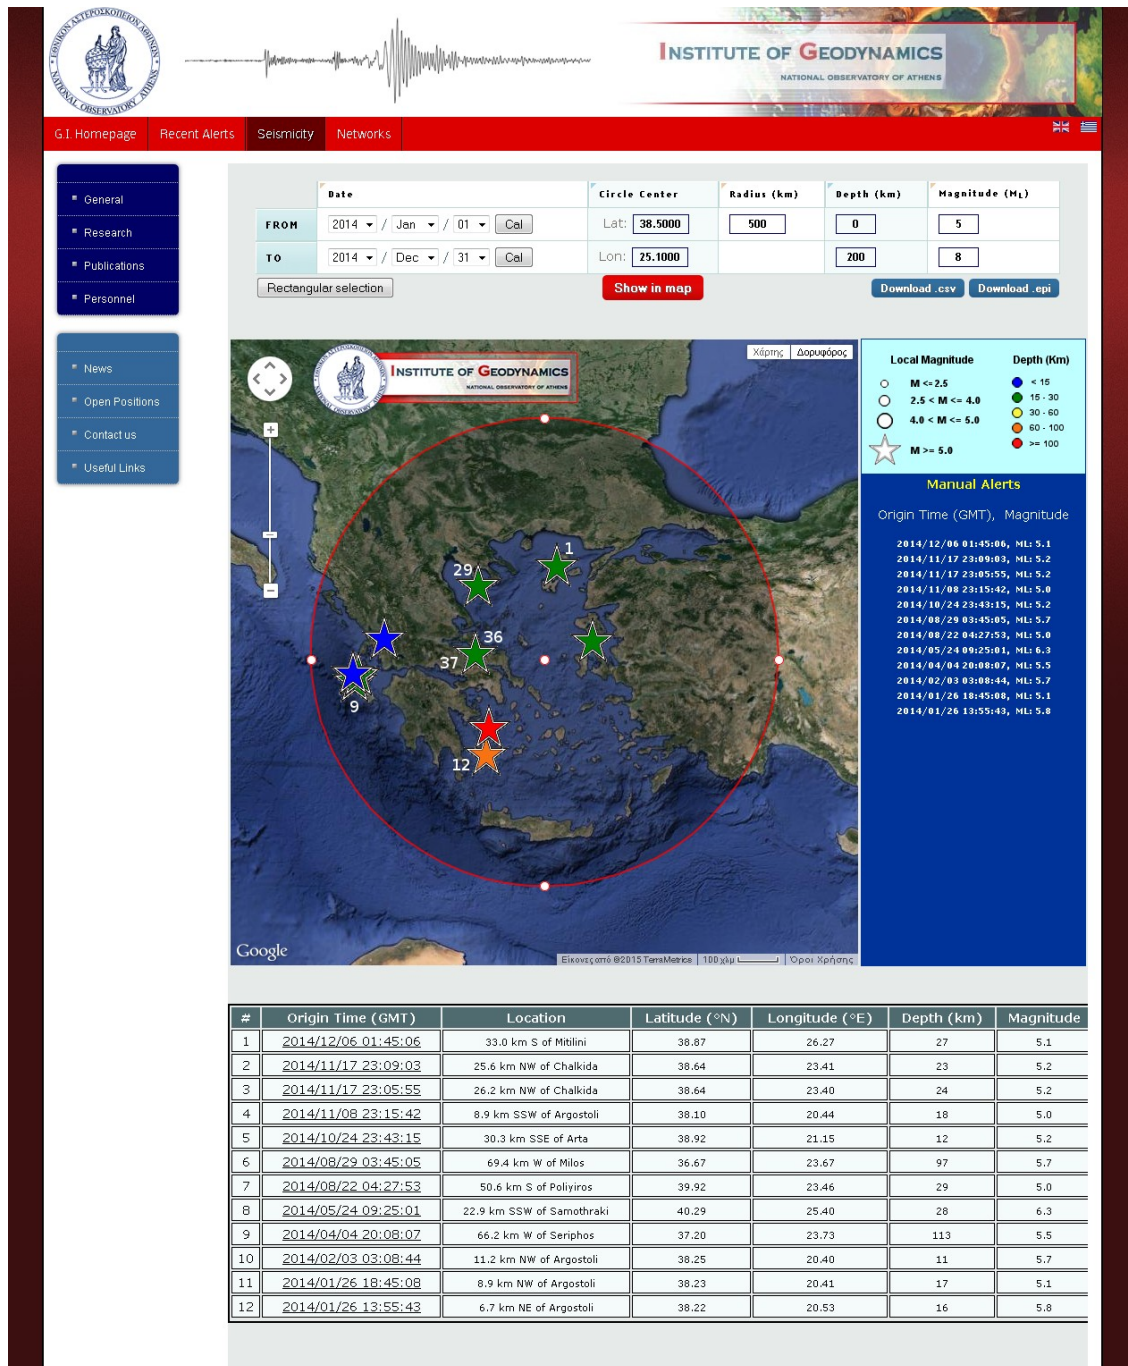 ΕΘΝΙΚΟΝ ΑΣΤΕΡΟΣΚΟΠΕΙΟΝ ΑΘΗΝΩΝ
NATIONAL OBSERVATORY ATHENS
INSTITUTE OF GEODYNAMICS
NATIONAL OBSERVATORY OF ATHENS
G.I. Homepage Recent Alerts Seismicity Networks
General
Research
Publications
Personnel
News
Open Positions
Contact us
Useful Links
Date Circle Center Radius (km) Depth (km) Magnitude (ML)
FROM 2014 / Jan / 01 Cal Lat: 38.5000 500 0 5
TO 2014 / Dec / 31 Cal Lon: 25.1000 200 8
Rectangular selection Show in map Download .csv Download .epi
INSTITUTE OF GEODYNAMICS
NATIONAL OBSERVATORY OF ATHENS
Χάρτης Δορυφόρος
1
29
36
37
9
12
Google
Εικονες από ©2015 TerraMetrics 100 χλμ Όροι Χρήσης
Local Magnitude Depth (Km)
M <= 2.5 < 15
2.5 < M <= 4.0 15 - 30
4.0 < M <= 5.0 30 - 60
60 - 100
M >= 5.0 >= 100
Manual Alerts
Origin Time (GMT), Magnitude
2014/12/06 01:45:06, ML: 5.1
2014/11/17 23:09:03, ML: 5.2
2014/11/17 23:05:55, ML: 5.2
2014/11/08 23:15:42, ML: 5.0
2014/10/24 23:43:15, ML: 5.2
2014/08/29 03:45:05, ML: 5.7
2014/08/22 04:27:53, ML: 5.0
2014/05/24 09:25:01, ML: 6.3
2014/04/04 20:08:07, ML: 5.5
2014/02/03 03:08:44, ML: 5.7
2014/01/26 18:45:08, ML: 5.1
2014/01/26 13:55:43, ML: 5.8
# Origin Time (GMT) Location Latitude (°N) Longitude (°E) Depth (km) Magnitude
1 2014/12/06 01:45:06 33.0 km S of Mitilini 38.87 26.27 27 5.1
2 2014/11/17 23:09:03 25.6 km NW of Chalkida 38.64 23.41 23 5.2
3 2014/11/17 23:05:55 26.2 km NW of Chalkida 38.64 23.40 24 5.2
4 2014/11/08 23:15:42 8.9 km SSW of Argostoli 38.10 20.44 18 5.0
5 2014/10/24 23:43:15 30.3 km SSE of Arta 38.92 21.15 12 5.2
6 2014/08/29 03:45:05 69.4 km W of Milos 36.67 23.67 97 5.7
7 2014/08/22 04:27:53 50.6 km S of Poliyiros 39.92 23.46 29 5.0
8 2014/05/24 09:25:01 22.9 km SSW of Samothraki 40.29 25.40 28 6.3
9 2014/04/04 20:08:07 66.2 km W of Seriphos 37.20 23.73 113 5.5
10 2014/02/03 03:08:44 11.2 km NW of Argostoli 38.25 20.40 11 5.7
11 2014/01/26 18:45:08 8.9 km NW of Argostoli 38.23 20.41 17 5.1
12 2014/01/26 13:55:43 6.7 km NE of Argostoli 38.22 20.53 16 5.8